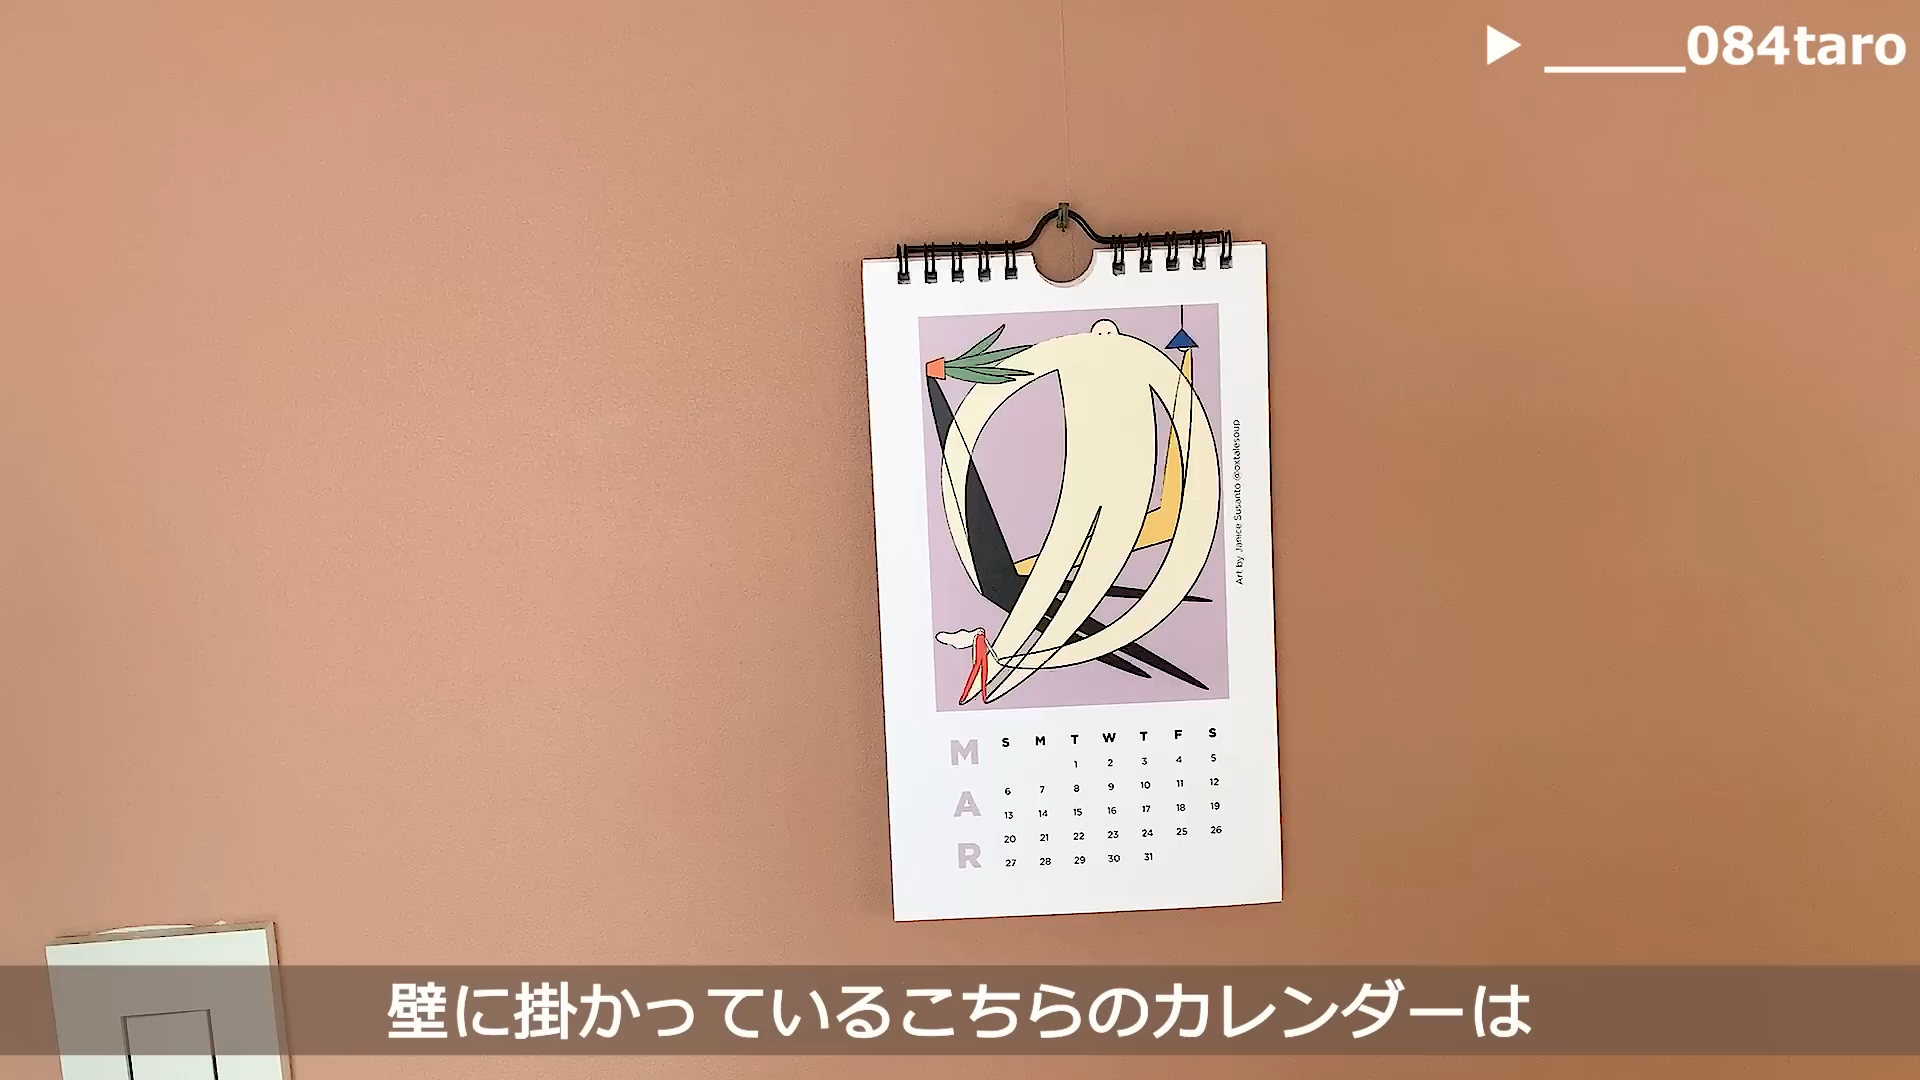 ▶ _____084taro
Art by Janice Susanto @oxtalesoup
MAR
S M T W T F S
1 2 3 4 5
6 7 8 9 10 11 12
13 14 15 16 17 18 19
20 21 22 23 24 25 26
27 28 29 30 31
壁に掛かっているこちらのカレンダーは